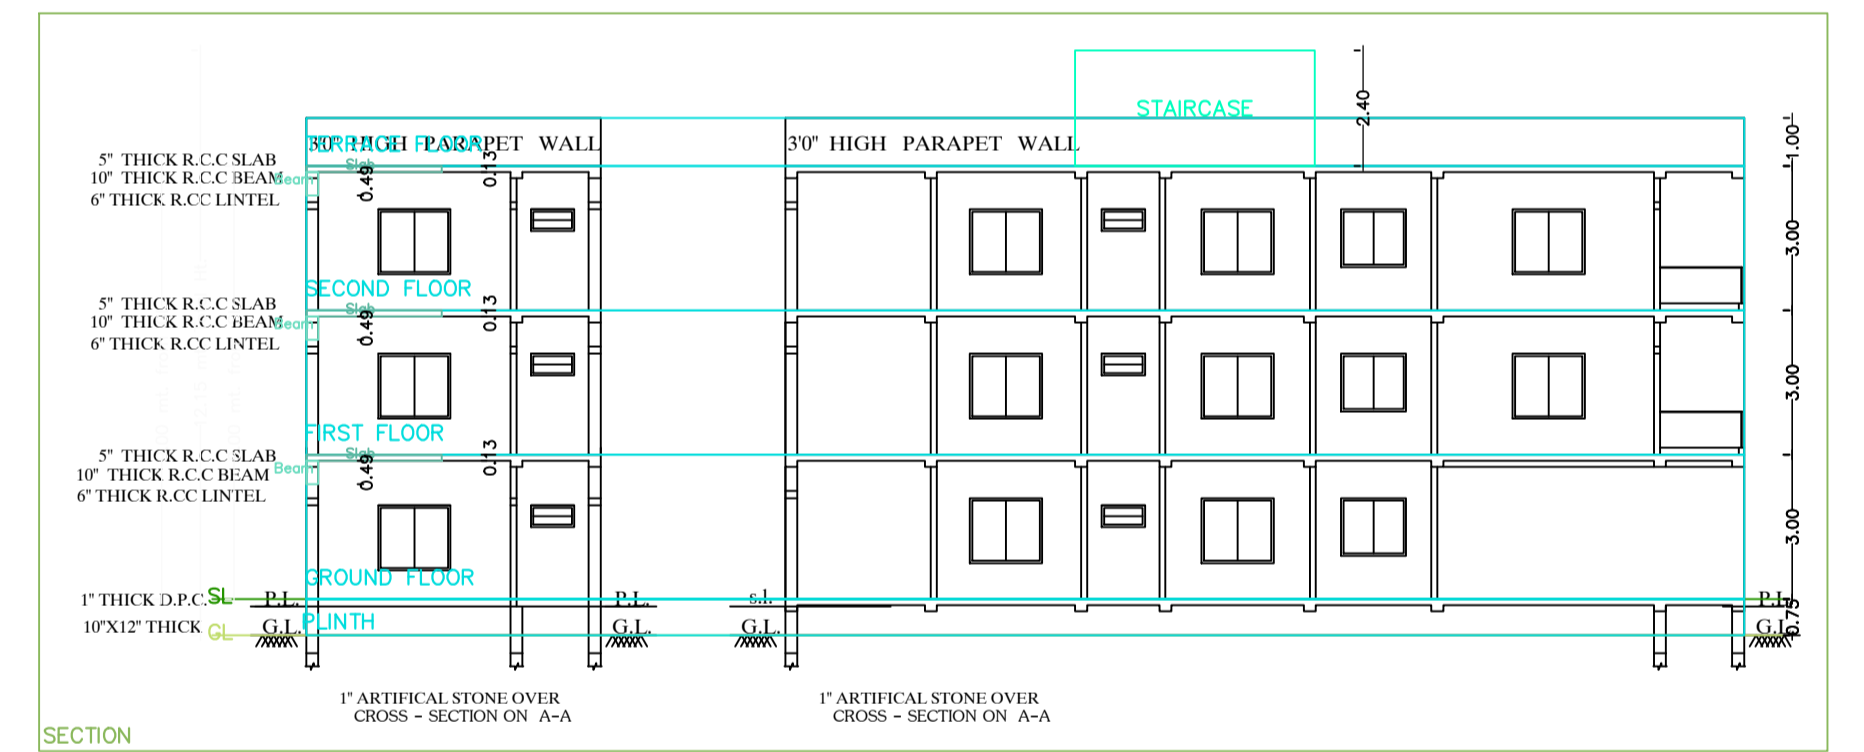 STAIRCASE
2.40
TERRACE FLOOR
3'0" HIGH PARAPET WALL
3'0" HIGH PARAPET WALL
1.00
5" THICK R.C.C SLAB
Slab
0.13
10" THICK R.C.C BEAM
Beam
0.49
6" THICK R.CC LINTEL
3.00
SECOND FLOOR
5" THICK R.C.C SLAB
Slab
0.13
10" THICK R.C.C BEAM
Beam
0.49
6" THICK R.CC LINTEL
3.00
FIRST FLOOR
5" THICK R.C.C SLAB
Slab
0.13
10" THICK R.C.C BEAM
Beam
0.49
6" THICK R.CC LINTEL
3.00
GROUND FLOOR
1" THICK D.P.C.
SL
P.L.
P.L.
s.l.
P.L.
PLINTH
0.75
10"X12" THICK
GL
G.L.
G.L.
G.L.
G.L.
1" ARTIFICAL STONE OVER
CROSS - SECTION ON A-A
1" ARTIFICAL STONE OVER
CROSS - SECTION ON A-A
SECTION